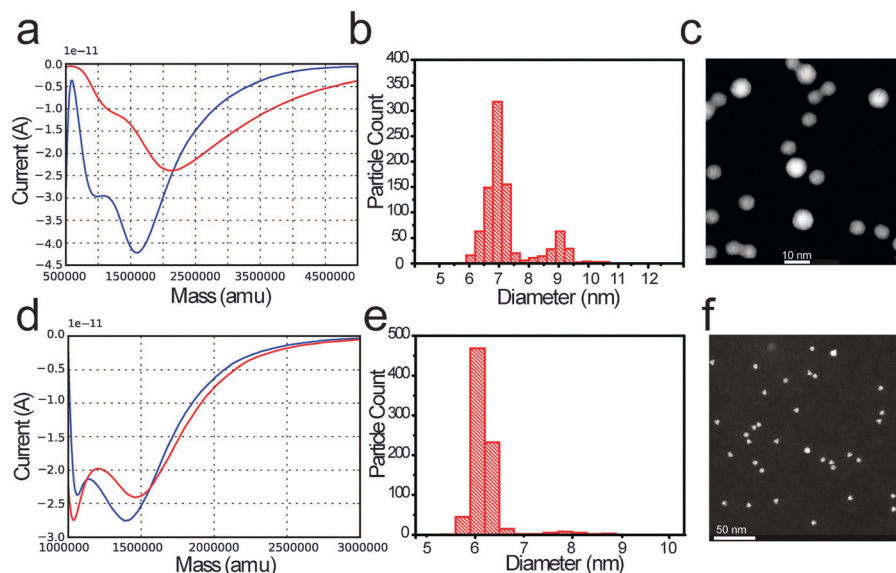 a
1e-11
0.0
−0.5
−1.0
−1.5
−2.0
−2.5
−3.0
−3.5
−4.0
−4.5
Current (A)
500000 1500000 2500000 3500000 4500000
Mass (amu)
b
400
350
300
250
200
150
100
50
0
Particle Count
5 6 7 8 9 10 11 12
Diameter (nm)
c
10 nm
d
1e-11
0.0
−0.5
−1.0
−1.5
−2.0
−2.5
−3.0
Current (A)
1000000 1500000 2000000 2500000 3000000
Mass (amu)
e
500
400
300
200
100
0
Particle Count
5 6 7 8 9 10
Diameter (nm)
f
50 nm